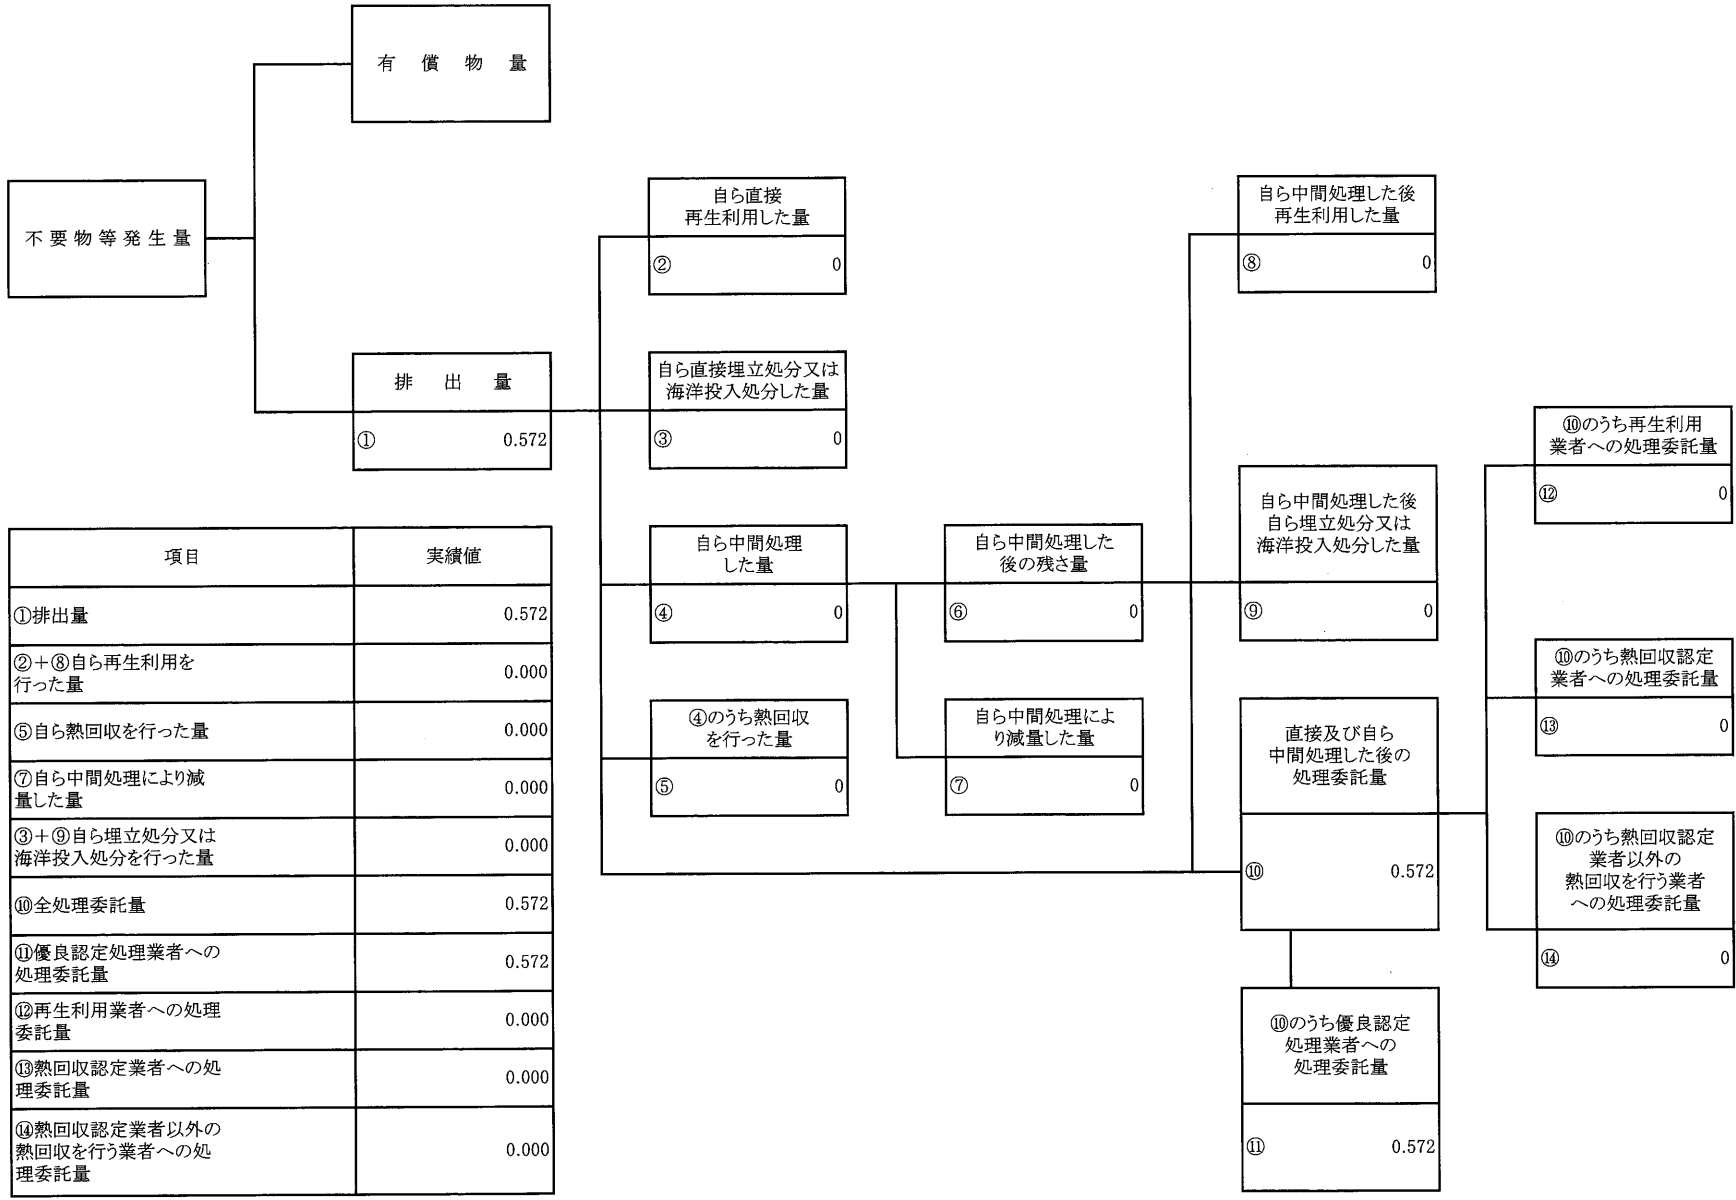 有償物量
不要物等発生量
排出量
① 0.572
自ら直接
再生利用した量
② 0
自ら直接埋立処分又は
海洋投入処分した量
③ 0
自ら中間処理
した量
④ 0
④のうち熱回収
を行った量
⑤ 0
自ら中間処理した
後の残さ量
⑥ 0
自ら中間処理によ
り減量した量
⑦ 0
自ら中間処理した後
再生利用した量
⑧ 0
自ら中間処理した後
自ら埋立処分又は
海洋投入処分した量
⑨ 0
直接及び自ら
中間処理した後の
処理委託量
⑩ 0.572
⑩のうち優良認定
処理業者への
処理委託量
⑪ 0.572
⑩のうち再生利用
業者への処理委託量
⑫ 0
⑩のうち熱回収認定
業者への処理委託量
⑬ 0
⑩のうち熱回収認定
業者以外の
熱回収を行う業者
への処理委託量
⑭ 0
項目 実績値
①排出量 0.572
②+⑧自ら再生利用を
行った量 0.000
⑤自ら熱回収を行った量 0.000
⑦自ら中間処理により減
量した量 0.000
③+⑨自ら埋立処分又は
海洋投入処分を行った量 0.000
⑩全処理委託量 0.572
⑪優良認定処理業者への
処理委託量 0.572
⑫再生利用業者への処理
委託量 0.000
⑬熱回収認定業者への処
理委託量 0.000
⑭熱回収認定業者以外の
熱回収を行う業者への処
理委託量 0.000